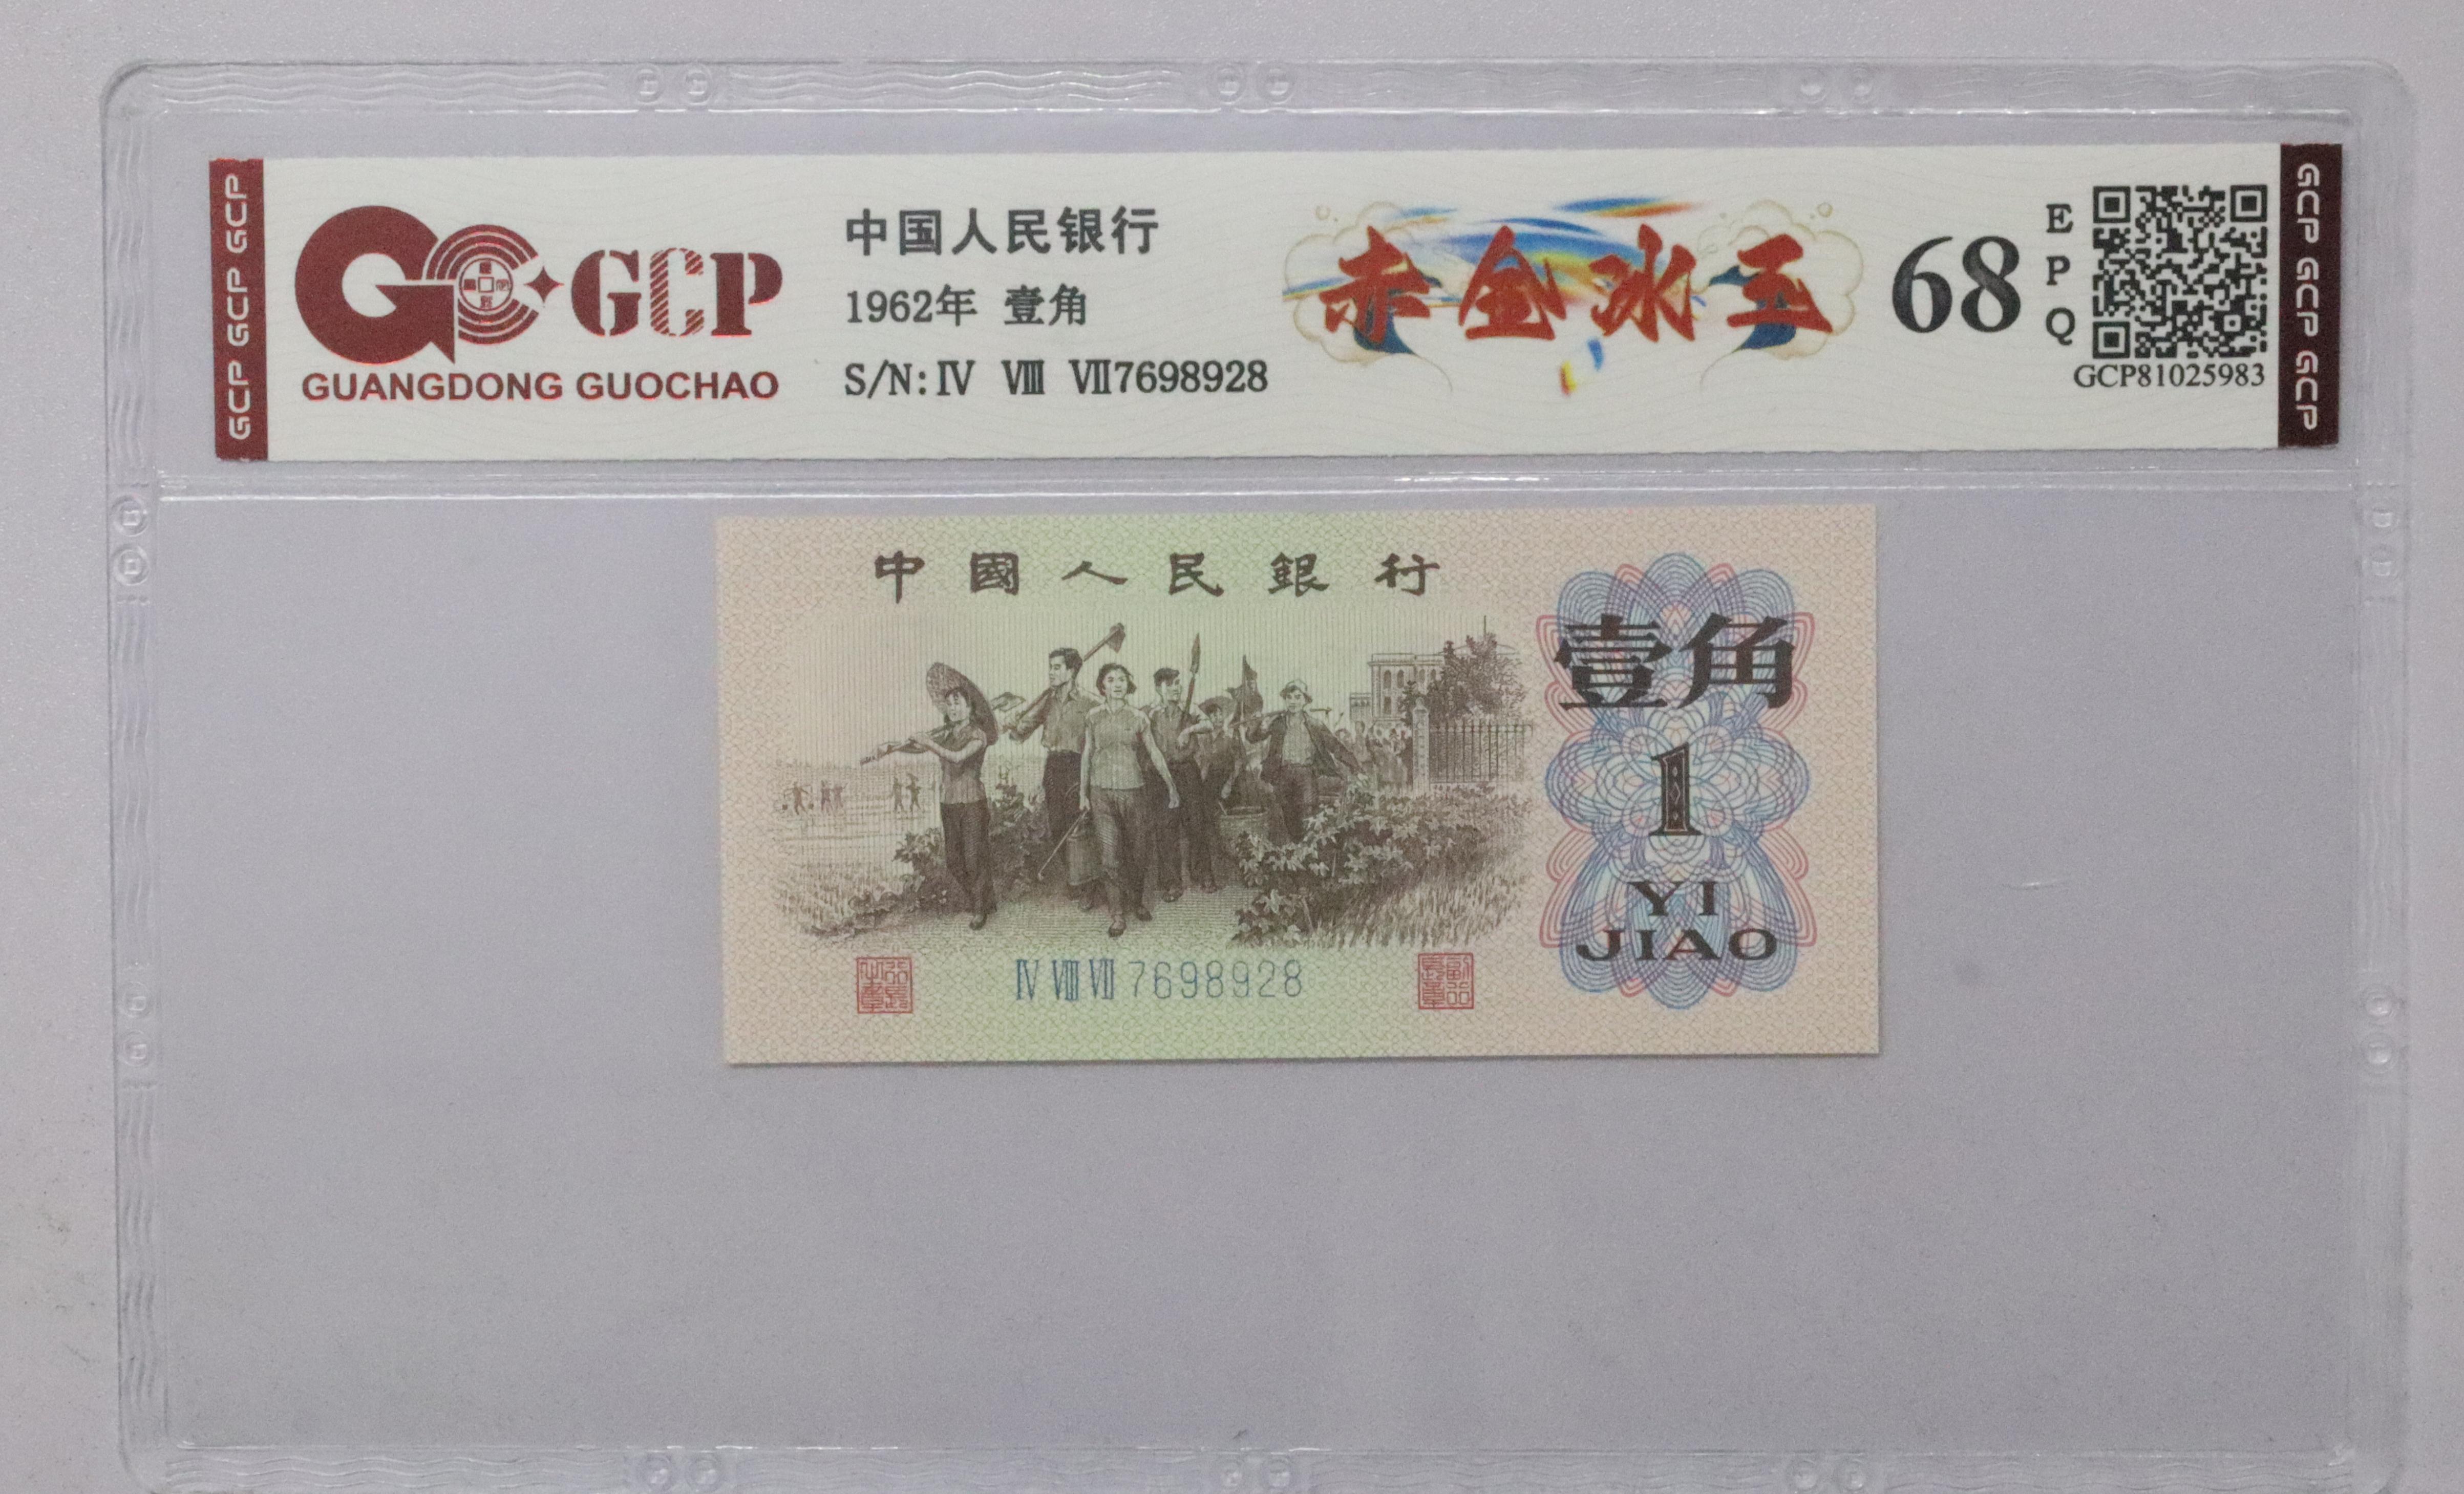 GCP GCP GCP
GCP
GUANGDONG GUOCHAO
中国人民银行
1962年 壹角
S/N:Ⅳ Ⅷ Ⅶ7698928
赤金冰王
68
EPQ
GCP81025983
GCP GCP GCP
中國人民銀行
壹角
1
YI
JIAO
Ⅳ Ⅷ Ⅶ 7698928